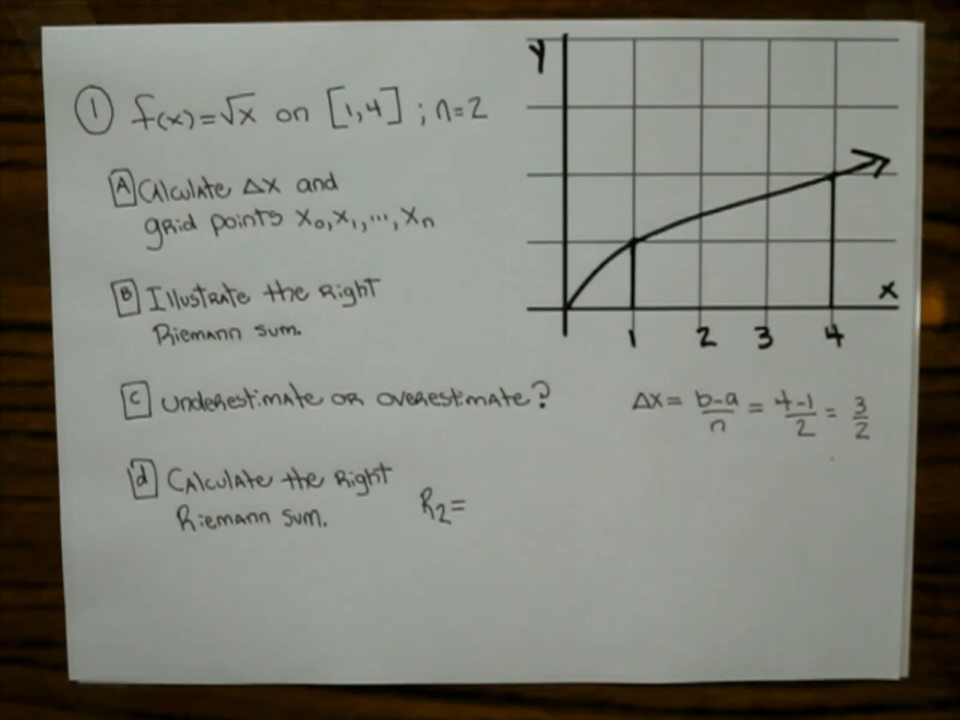 1 f(x)=√x on [1,4] ; n=2
A Calculate Δx and
grid points x₀, x₁, ..., xₙ
B Illustrate the Right
Riemann sum.
C Underestimate or overestimate?
d Calculate the Right
Riemann sum. R₂=
y
x
1 2 3 4
Δx = b-a/n = 4-1/2 = 3/2